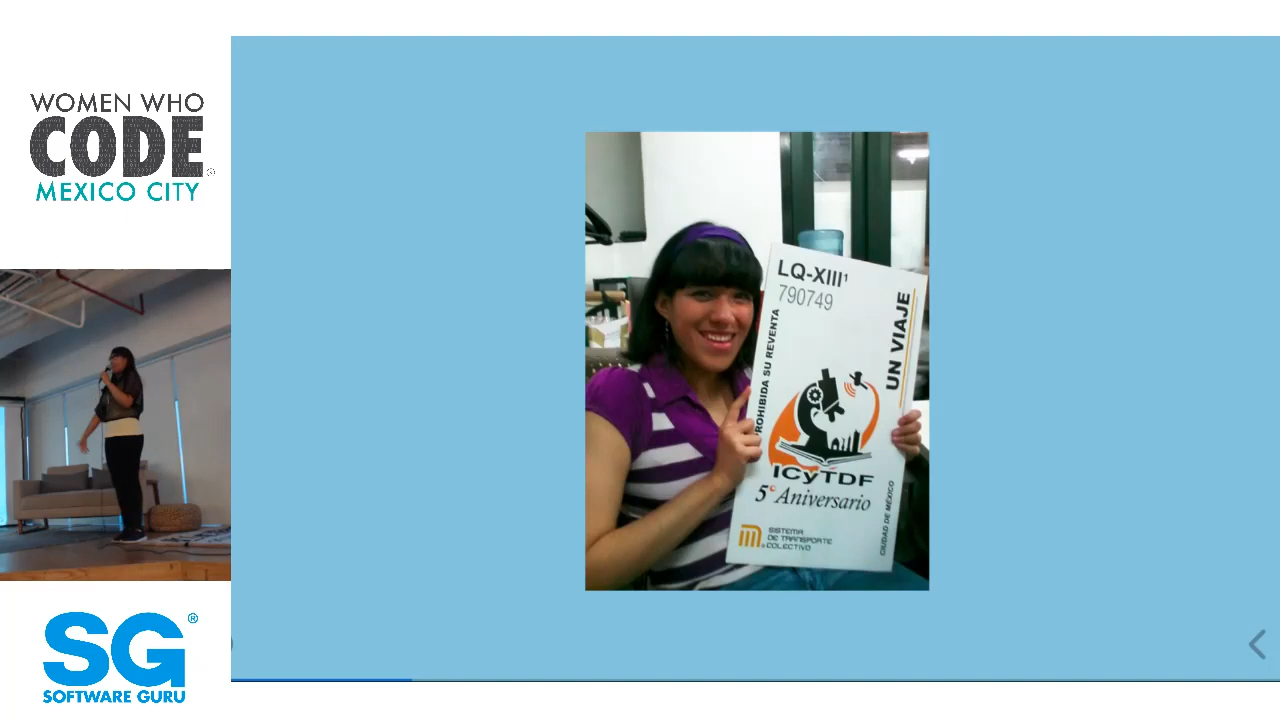 WOMEN WHO
CODE
MEXICO CITY
SG®
SOFTWARE GURU
LQ-XIII¹
790749
PROHIBIDA SU REVENTA
UN VIAJE
ICyTDF
5° Aniversario
SISTEMA
DE TRANSPORTE
COLECTIVO
CIUDAD DE MÉXICO